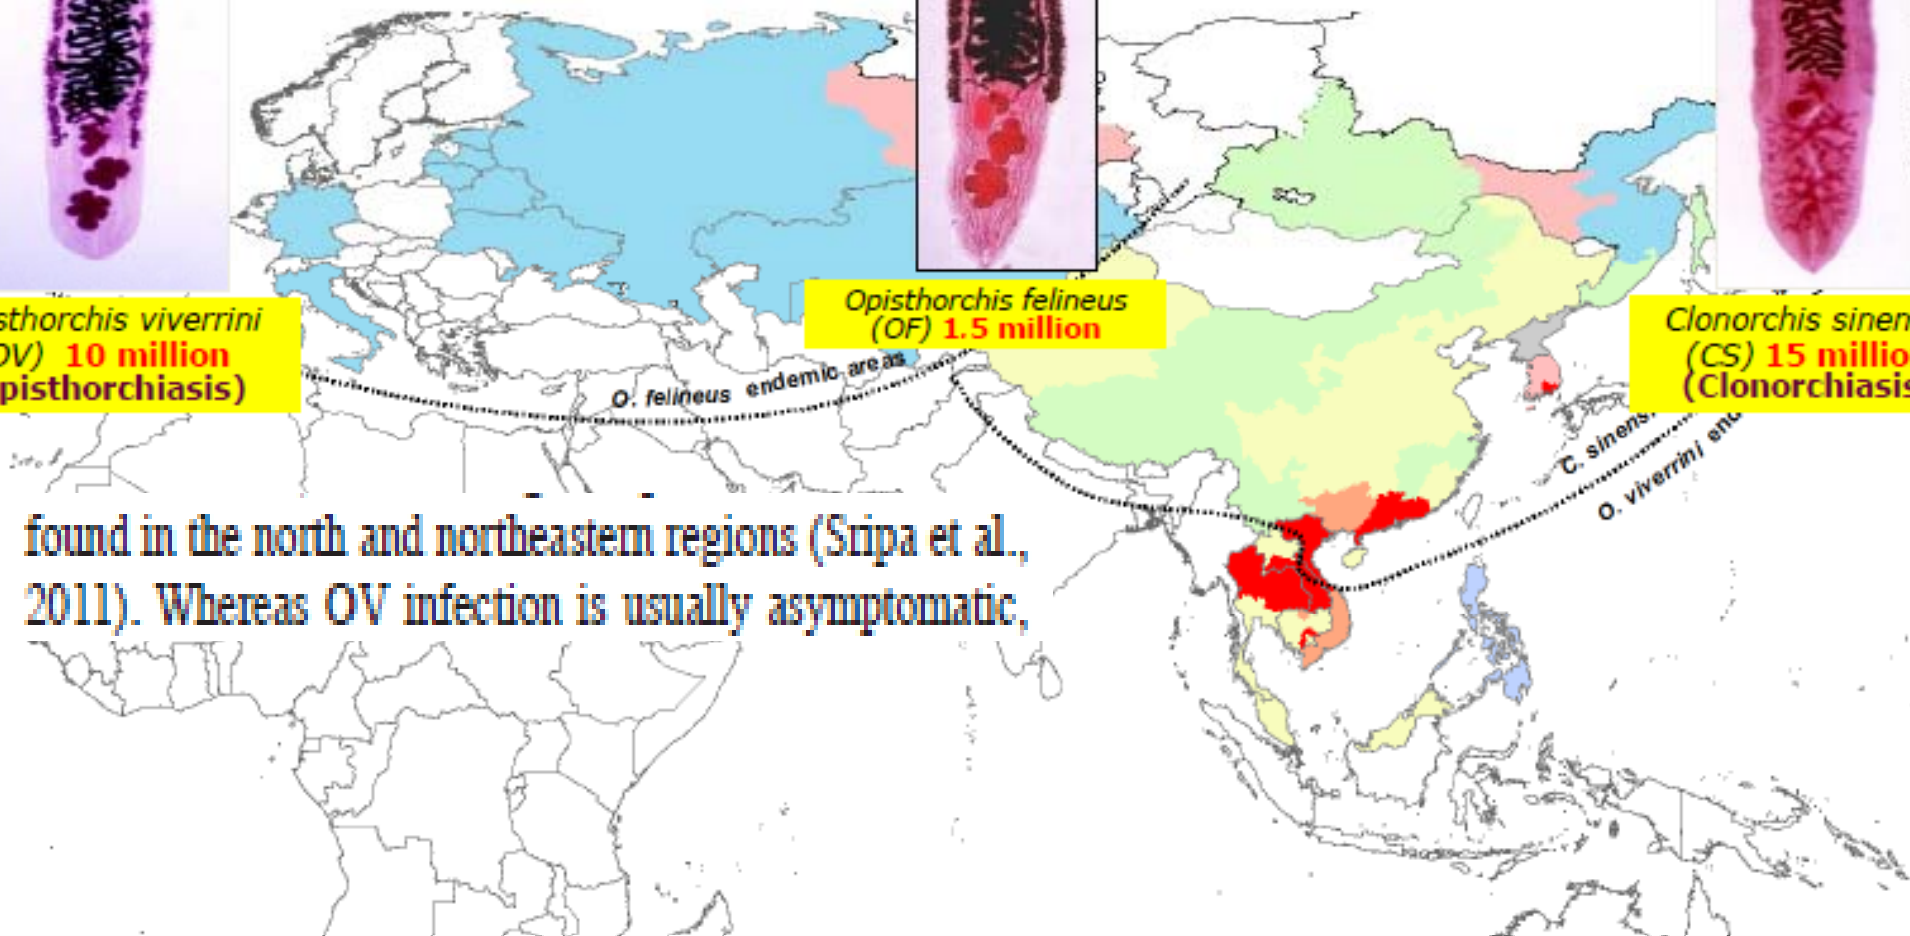 sthorchis viverrini
OV) 10 million
pisthorchiasis)
Opisthorchis felineus
(OF) 1.5 million
Clonorchis sinen
(CS) 15 millio
(Clonorchiasis
O. felineus endemic areas
C. sinensi
O. viverrini end
found in the north and northeastern regions (Sripa et al.,
2011). Whereas OV infection is usually asymptomatic,